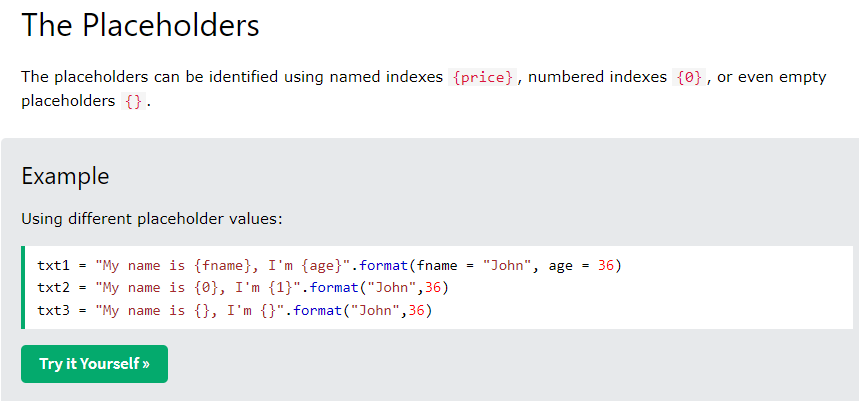 The Placeholders
The placeholders can be identified using named indexes {price}, numbered indexes {0}, or even empty
placeholders {}.
Example
Using different placeholder values:
txt1 = "My name is {fname}, I'm {age}".format(fname = "John", age = 36)
txt2 = "My name is {0}, I'm {1}".format("John",36)
txt3 = "My name is {}, I'm {}".format("John",36)
Try it Yourself »